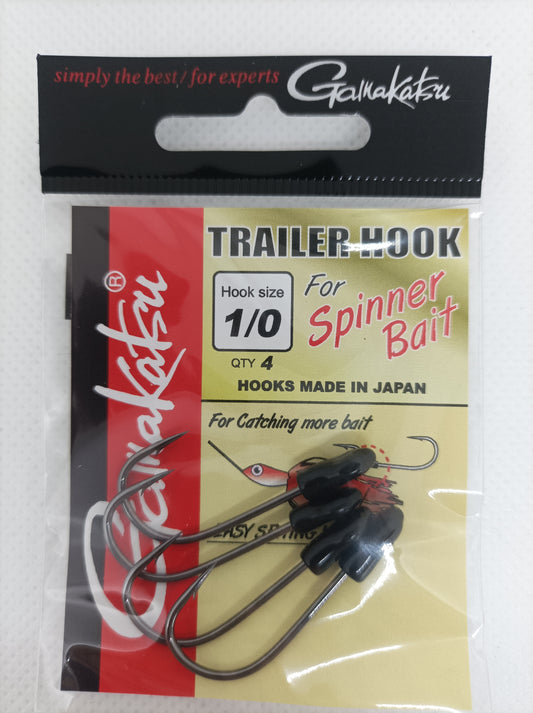 simply the best/for experts
Gamakatsu
Gamakatsu®
TRAILER HOOK
Hook size
1/0
QTY 4
For
Spinner
Bait
HOOKS MADE IN JAPAN
For Catching more bait
EASY